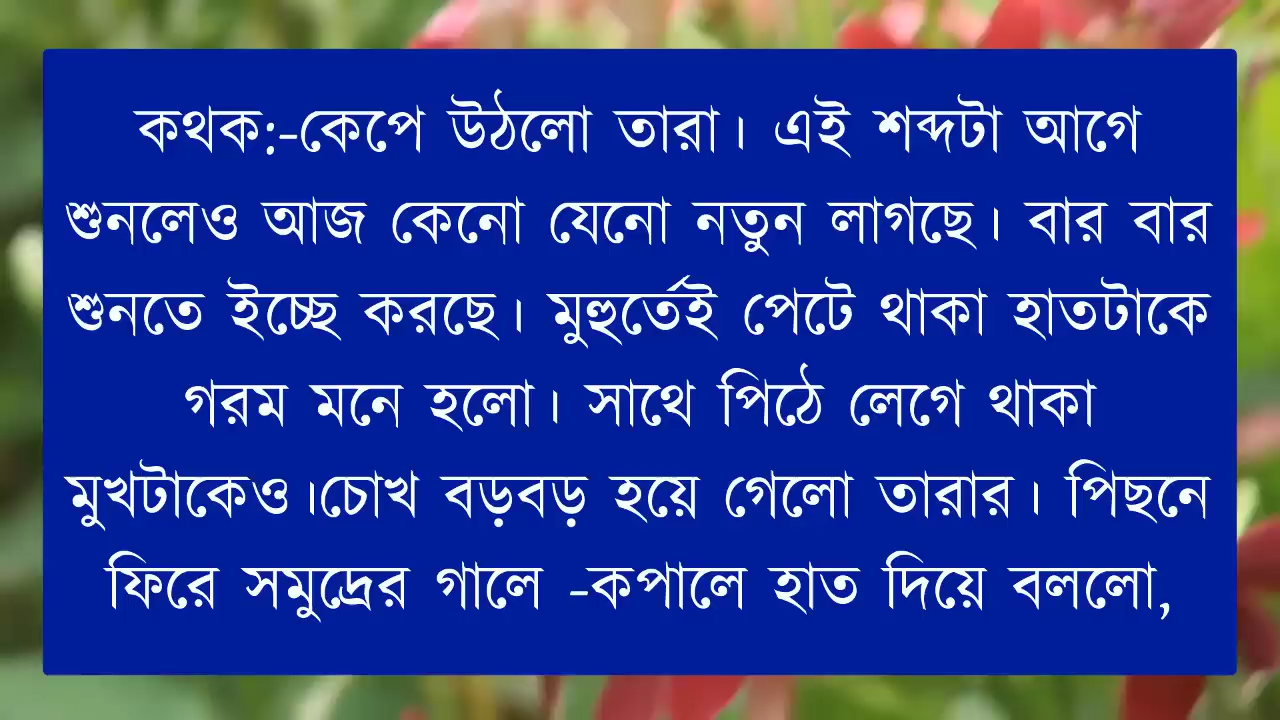 কথক:-কেপে উঠলো তারা। এই শব্দটা আগে
শুনলেও আজ কেনো যেনো নতুন লাগছে। বার বার
শুনতে ইচ্ছে করছে। মুহুর্তেই পেটে থাকা হাতটাকে
গরম মনে হলো। সাথে পিঠে লেগে থাকা
মুখটাকেও।চোখ বড়বড় হয়ে গেলো তারার। পিছনে
ফিরে সমুদ্রের গালে -কপালে হাত দিয়ে বললো,